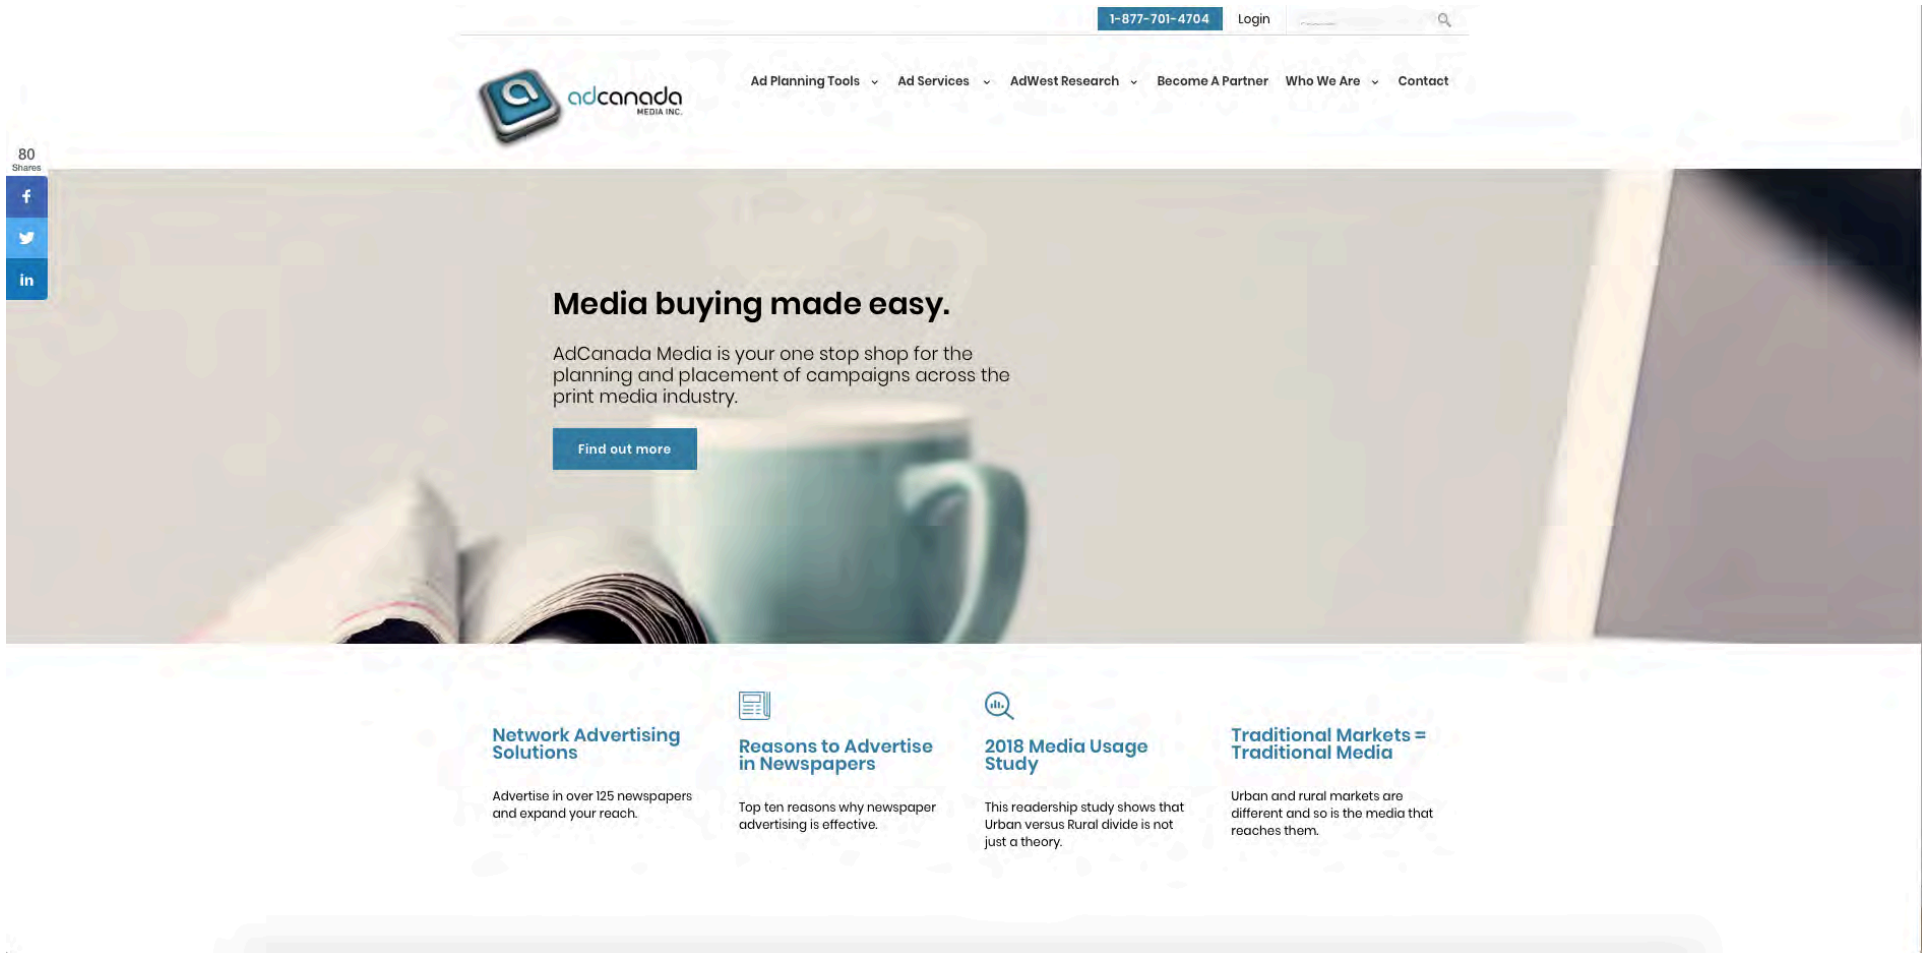 1-877-701-4704 Login
adcanada
MEDIA INC.
Ad Planning Tools Ad Services AdWest Research Become A Partner Who We Are Contact
80
Shares
f
in
Media buying made easy.
AdCanada Media is your one stop shop for the
planning and placement of campaigns across the
print media industry.
Find out more
Network Advertising
Solutions
Advertise in over 125 newspapers
and expand your reach.
Reasons to Advertise
in Newspapers
Top ten reasons why newspaper
advertising is effective.
2018 Media Usage
Study
This readership study shows that
Urban versus Rural divide is not
just a theory.
Traditional Markets =
Traditional Media
Urban and rural markets are
different and so is the media that
reaches them.